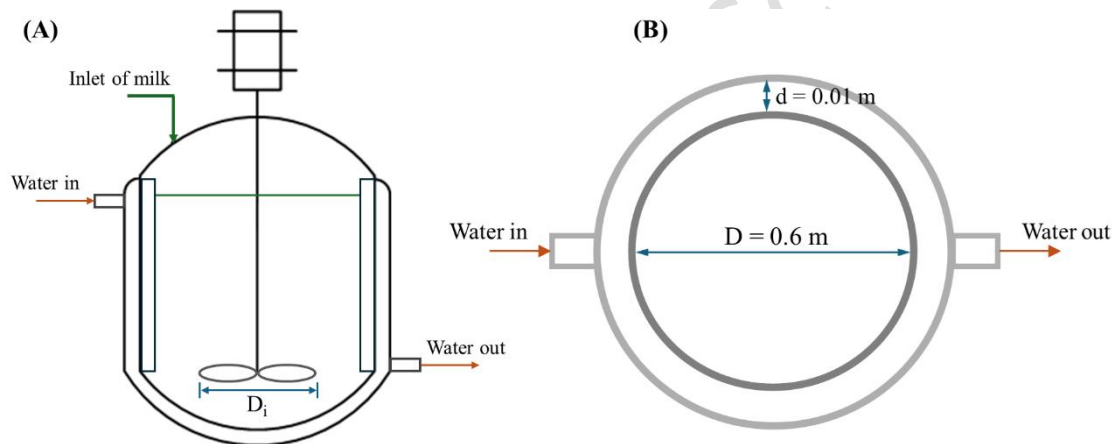 (A)
Inlet of milk
Water in
Water out
Di
(B)
d = 0.01 m
Water in
D = 0.6 m
Water out